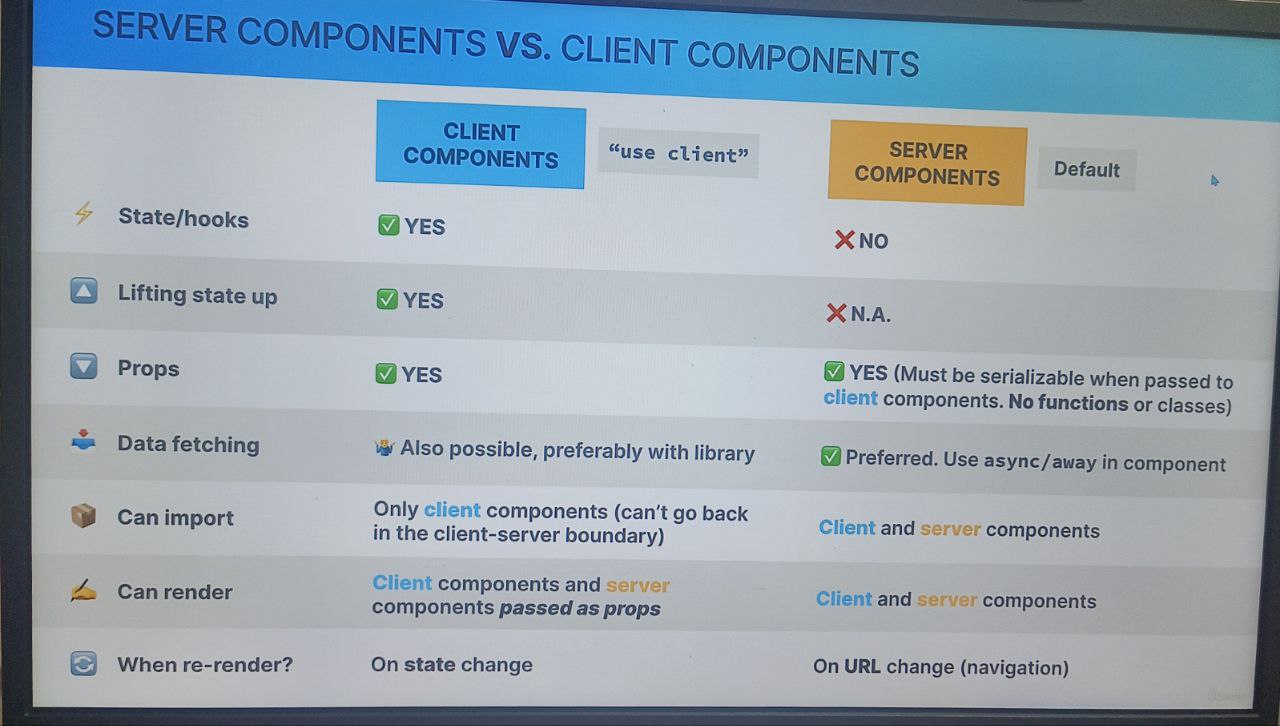 SERVER COMPONENTS VS. CLIENT COMPONENTS
CLIENT
COMPONENTS
“use client”
SERVER
COMPONENTS
Default
State/hooks
YES
NO
Lifting state up
YES
N.A.
Props
YES
YES (Must be serializable when passed to
client components. No functions or classes)
Data fetching
Also possible, preferably with library
Preferred. Use async/away in component
Can import
Only client components (can’t go back
in the client-server boundary)
Client and server components
Can render
Client components and server
components passed as props
Client and server components
When re-render?
On state change
On URL change (navigation)